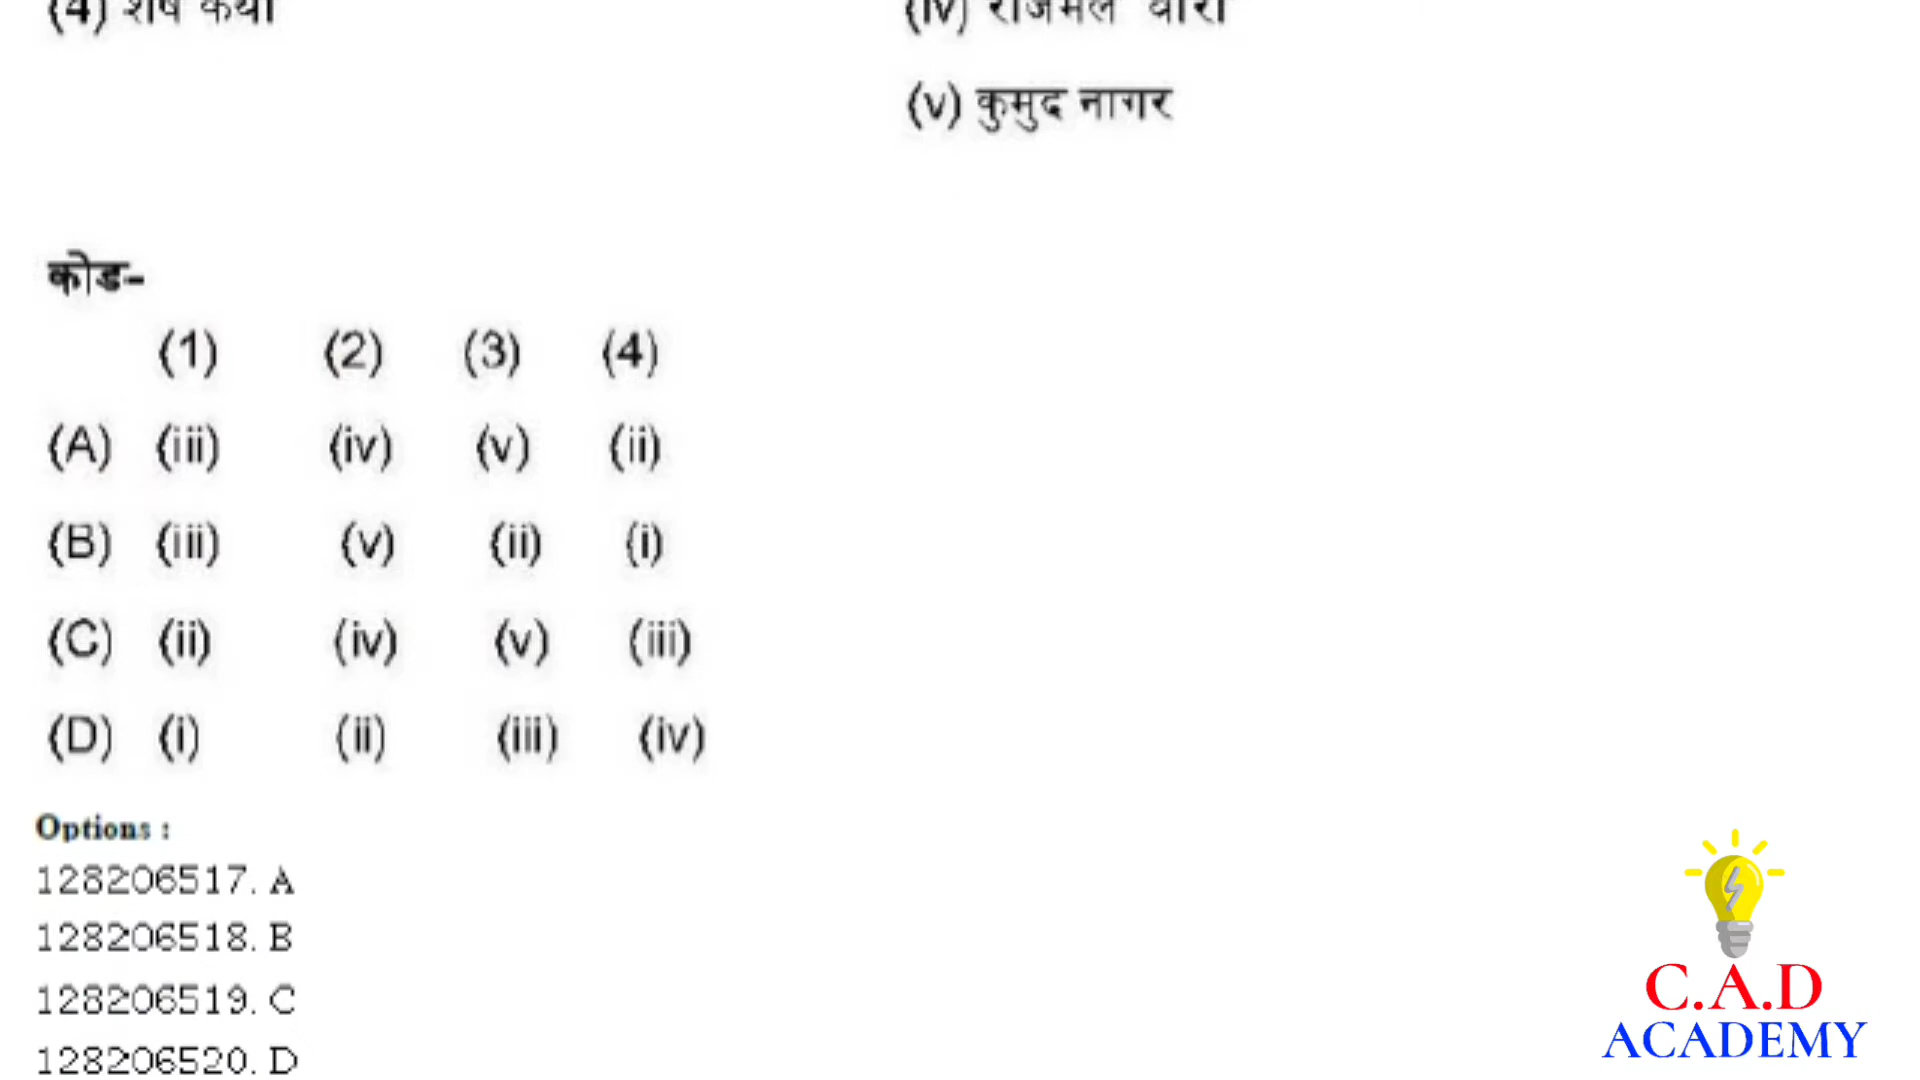 (4) शेष कथा
(iv) राजमल बोरा
(v) कुमुद नागर
कोड-
(1) (2) (3) (4)
(A) (iii) (iv) (v) (ii)
(B) (iii) (v) (ii) (i)
(C) (ii) (iv) (v) (iii)
(D) (i) (ii) (iii) (iv)
Options :
128206517. A
128206518. B
128206519. C
128206520. D
C.A.D
ACADEMY